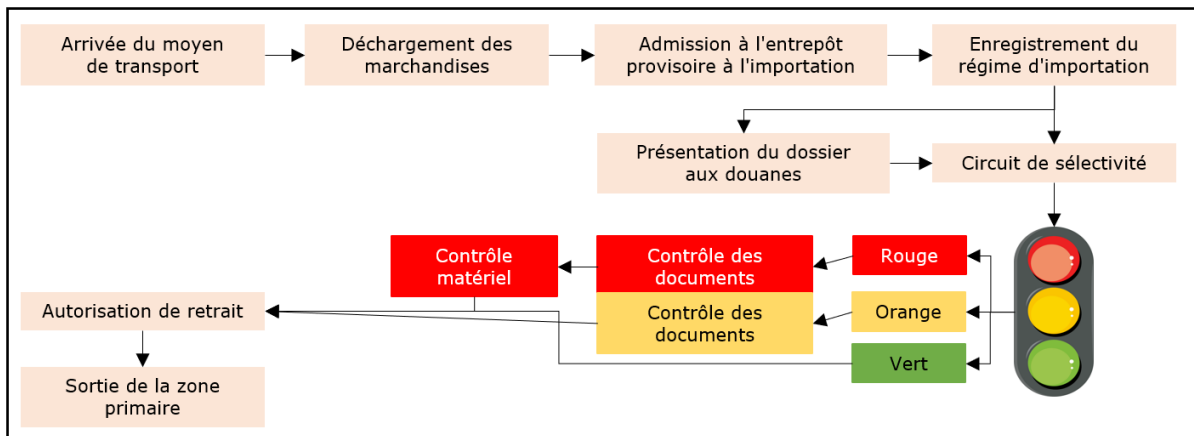 Arrivée du moyen
de transport
Déchargement des
marchandises
Admission à l'entrepôt
provisoire à l'importation
Enregistrement du
régime d'importation
Présentation du dossier
aux douanes
Circuit de sélectivité
Contrôle
matériel
Contrôle des
documents
Rouge
Contrôle des
documents
Orange
Vert
Autorisation de retrait
Sortie de la zone
primaire